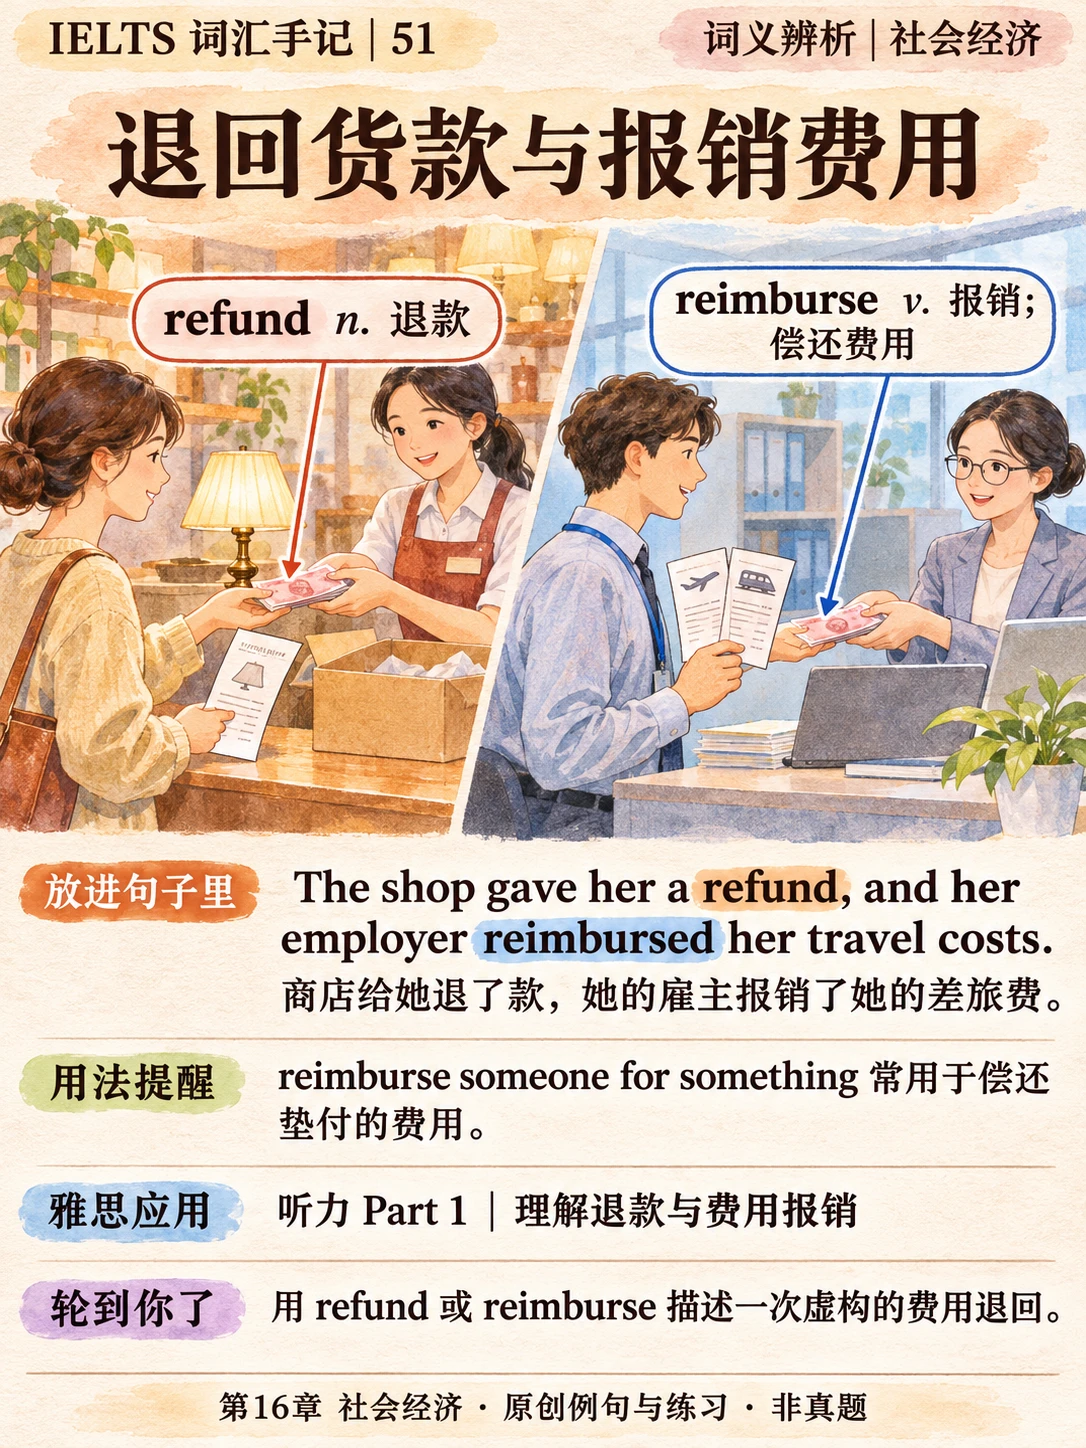 IELTS 词汇手记 | 51
词义辨析 | 社会经济
退回货款与报销费用
refund n. 退款
reimburse v. 报销;
偿还费用
放进句子里
The shop gave her a refund, and her
employer reimbursed her travel costs.
商店给她退了款，她的雇主报销了她的差旅费。
用法提醒
reimburse someone for something 常用于偿还
垫付的费用。
雅思应用
听力 Part 1 | 理解退款与费用报销
轮到你了
用 refund 或 reimburse 描述一次虚构的费用退回。
第16章 社会经济 · 原创例句与练习 · 非真题